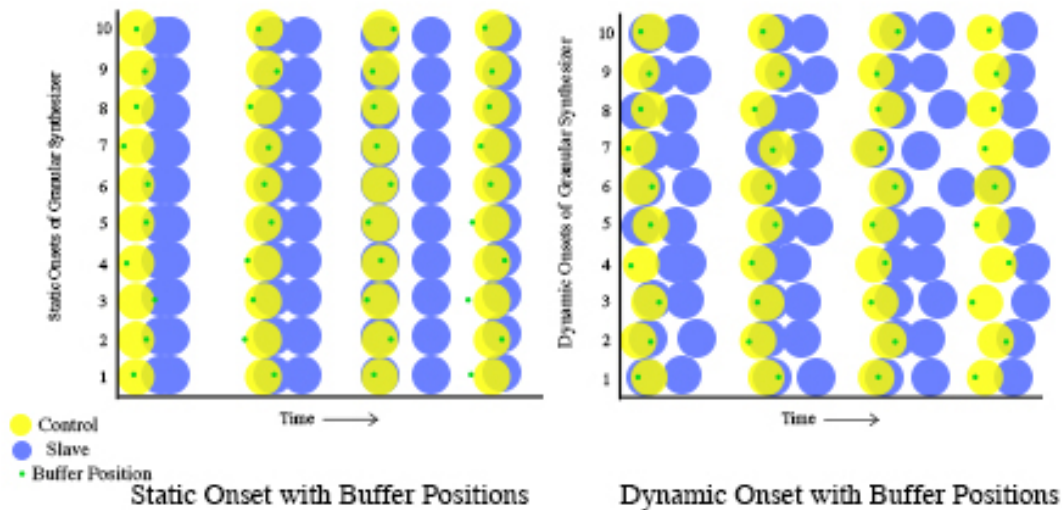 Static Onsets of Granular Synthesizer
10
9
8
7
6
5
4
3
2
1
Time
Dynamic Onsets of Granular Synthesizer
10
9
8
7
6
5
4
3
2
1
Time
Control
Slave
Buffer Position
Static Onset with Buffer Positions
Dynamic Onset with Buffer Positions